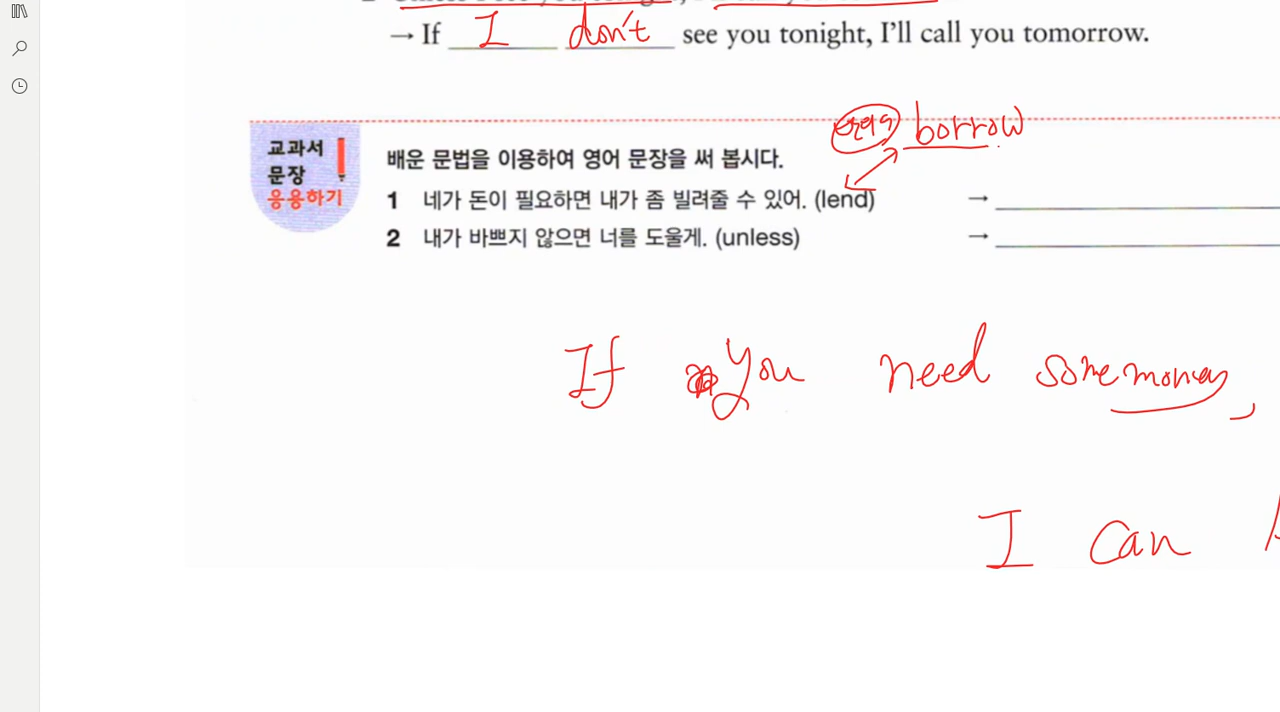 → If I don't see you tonight, I'll call you tomorrow.
borrow
교과서
문장
응용하기
배운 문법을 이용하여 영어 문장을 써 봅시다.
1 네가 돈이 필요하면 내가 좀 빌려줄 수 있어. (lend) →
2 내가 바쁘지 않으면 너를 도울게. (unless) →
If you need some money,
I can